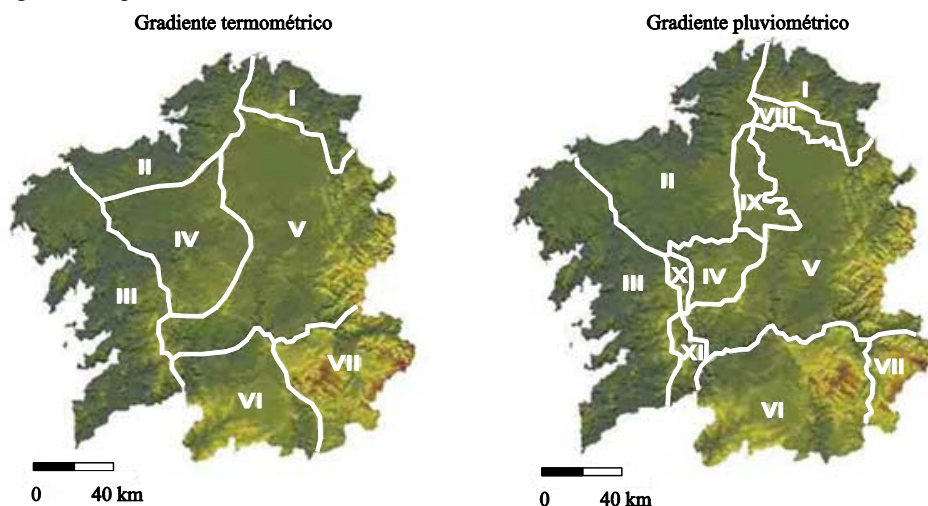 Gradiente termométrico
I
II
IV
V
III
VII
VI
0 40 km
Gradiente pluviométrico
I
VIII
II
IX
V
III
X
IV
XI
VII
VI
0 40 km